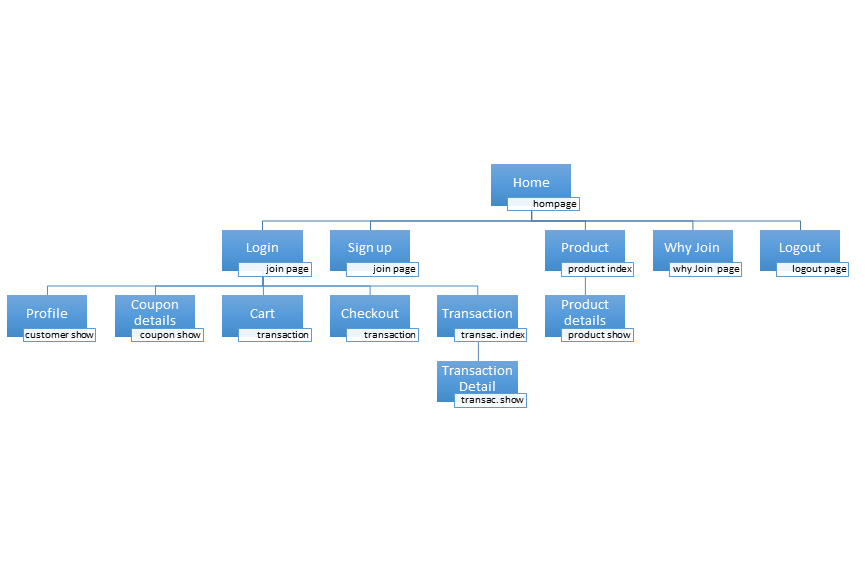 Home
hompage
Login
join page
Sign up
join page
Product
product index
Why Join
why Join page
Logout
logout page
Profile
customer show
Coupon
details
coupon show
Cart
transaction
Checkout
transaction
Transaction
transac. index
Product
details
product show
Transaction
Detail
transac. show